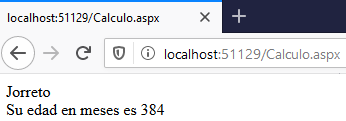 localhost:51129/Calculo.aspx
localhost:51129/Calculo.aspx
Jorreto
Su edad en meses es 384